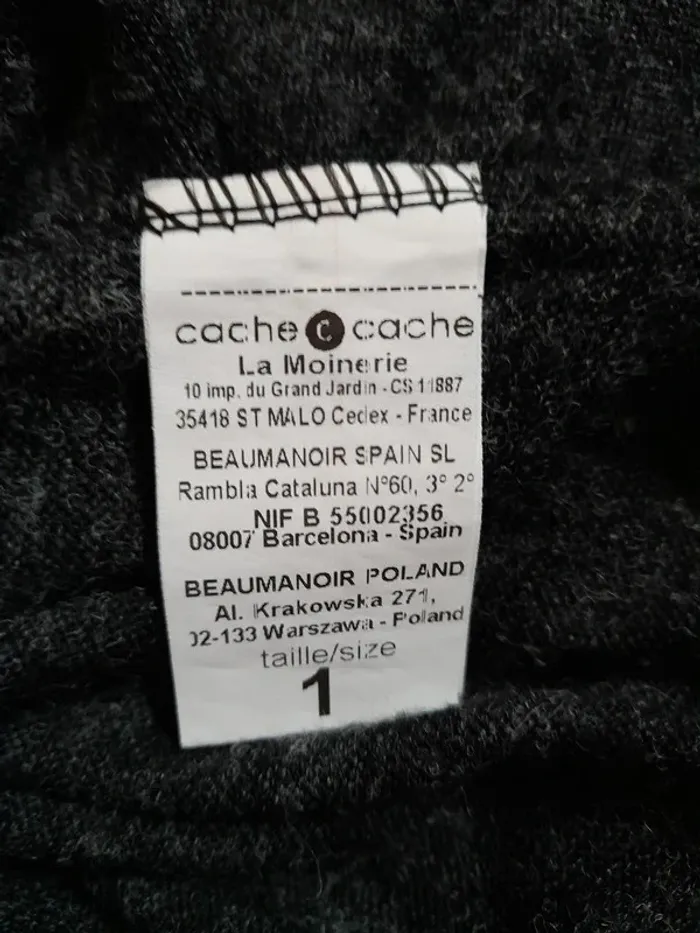 cache c cache
La Moinerie
10 imp. du Grand Jardin - CS 11887
35418 ST MALO Cedex - France
BEAUMANOIR SPAIN SL
Rambla Cataluna N°60, 3° 2°
NIF B 55002356
08007 Barcelona - Spain
BEAUMANOIR POLAND
Al. Krakowska 271,
02-133 Warszawa - Poland
taille/size
1